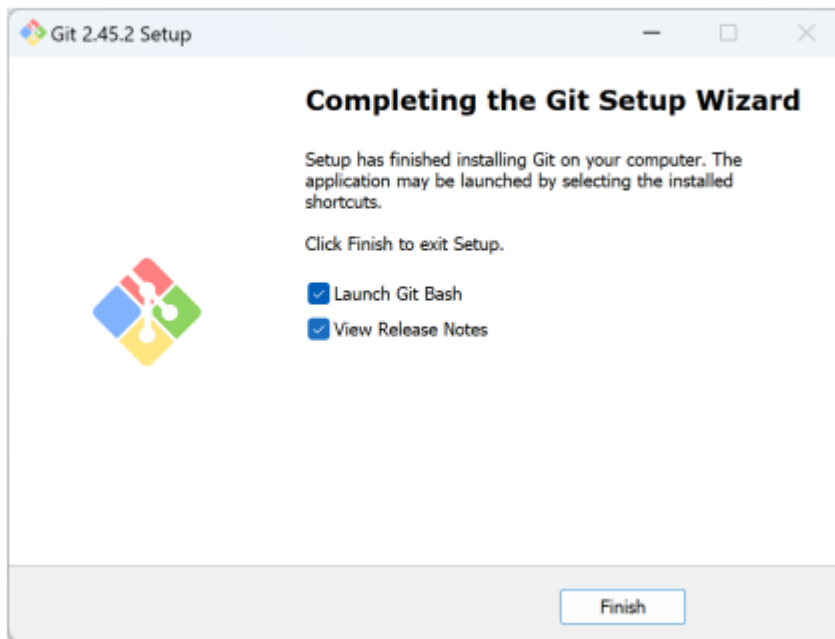 Git 2.45.2 Setup
Completing the Git Setup Wizard
Setup has finished installing Git on your computer. The
application may be launched by selecting the installed
shortcuts.
Click Finish to exit Setup.
Launch Git Bash
View Release Notes
Finish